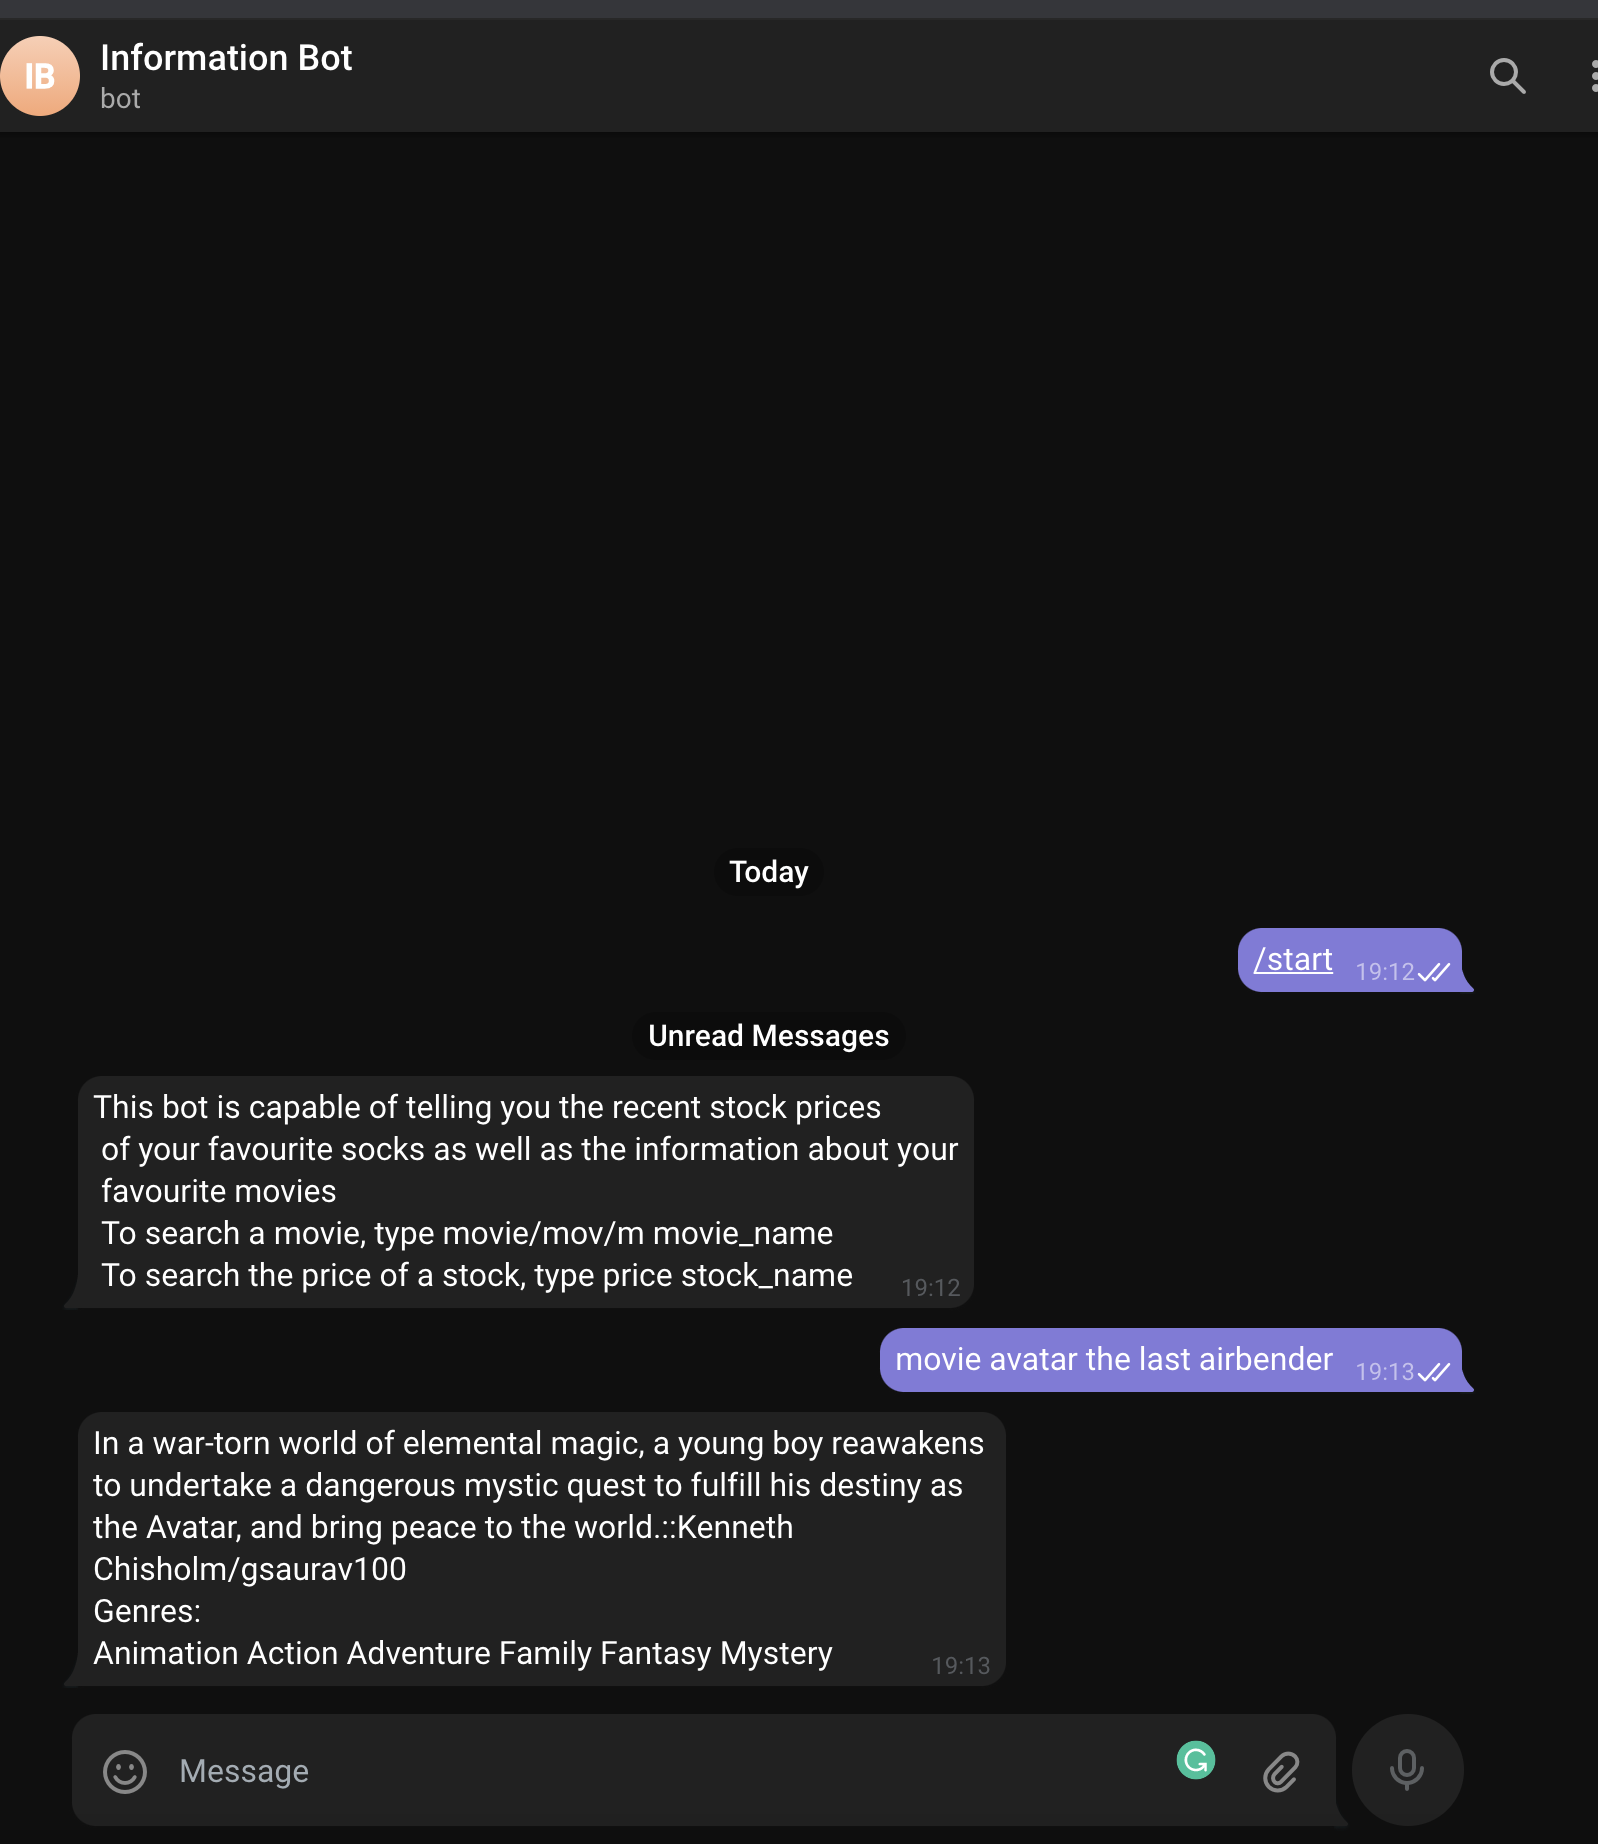 IB
Information Bot
bot
Today
/start 19:12
Unread Messages
This bot is capable of telling you the recent stock prices
of your favourite socks as well as the information about your
favourite movies
To search a movie, type movie/mov/m movie_name
To search the price of a stock, type price stock_name 19:12
movie avatar the last airbender 19:13
In a war-torn world of elemental magic, a young boy reawakens
to undertake a dangerous mystic quest to fulfill his destiny as
the Avatar, and bring peace to the world.::Kenneth
Chisholm/gsaurav100
Genres:
Animation Action Adventure Family Fantasy Mystery 19:13
Message